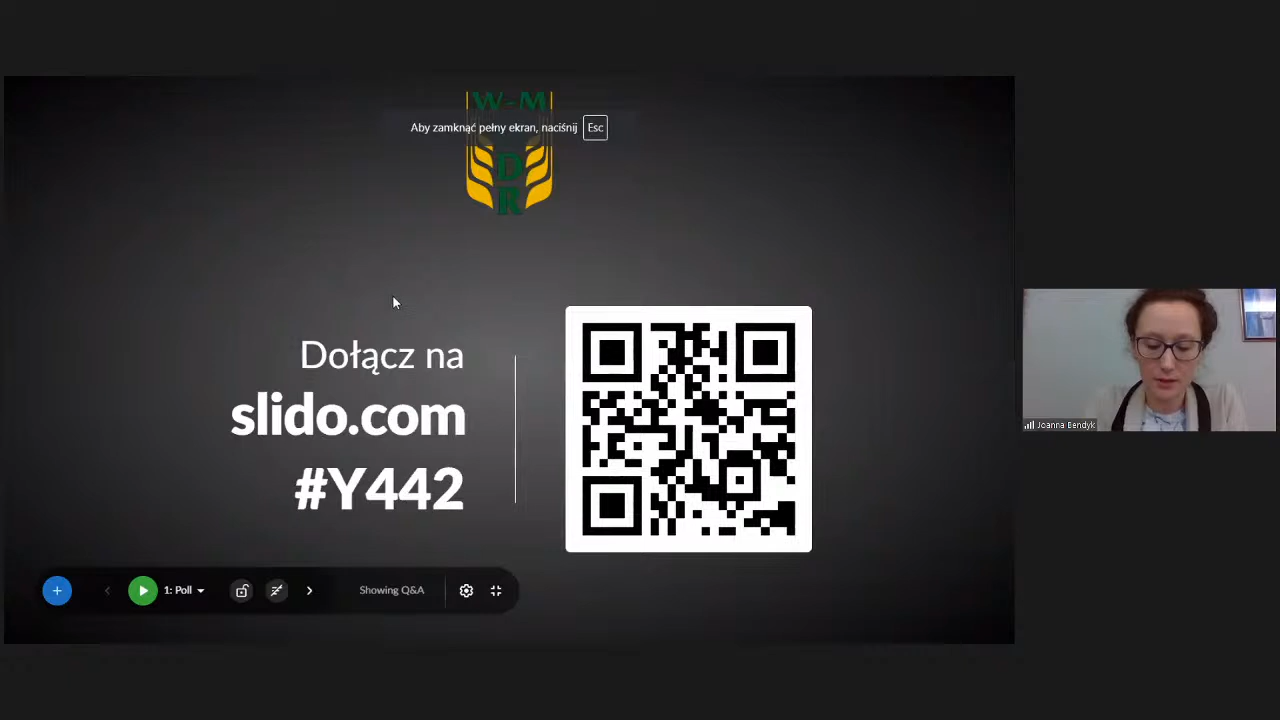 W-M
Aby zamknąć pełny ekran, naciśnij Esc
D
R
Dołącz na
slido.com
#Y442
1: Poll
Showing Q&A
Joanna Bendyk